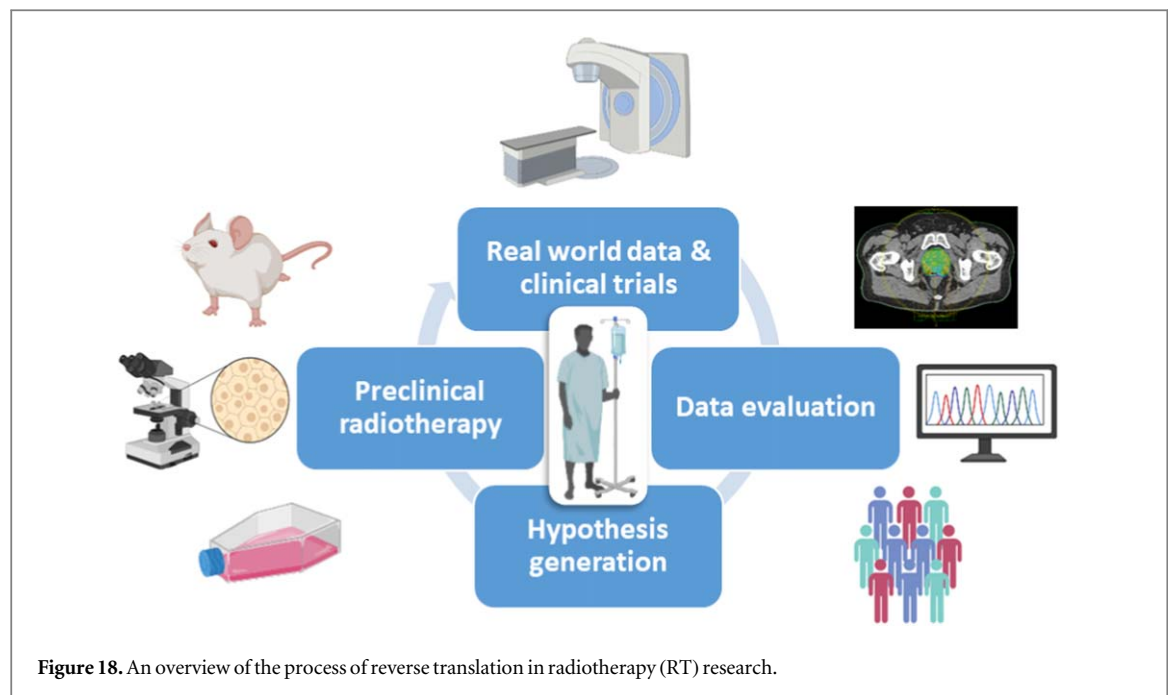 Real world data &
clinical trials
Preclinical
radiotherapy
Data evaluation
Hypothesis
generation
Figure 18. An overview of the process of reverse translation in radiotherapy (RT) research.